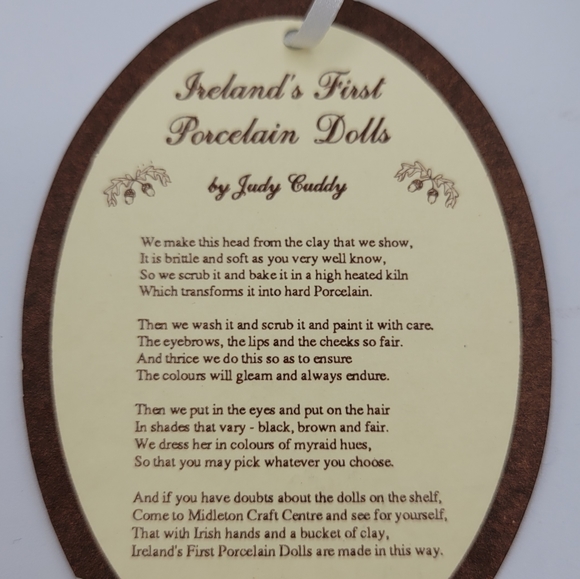 Ireland's First
Porcelain Dolls
by Judy Cuddy
We make this head from the clay that we show,
It is brittle and soft as you very well know,
So we scrub it and bake it in a high heated kiln
Which transforms it into hard Porcelain.
Then we wash it and scrub it and paint it with care.
The eyebrows, the lips and the cheeks so fair.
And thrice we do this so as to ensure
The colours will gleam and always endure.
Then we put in the eyes and put on the hair
In shades that vary - black, brown and fair.
We dress her in colours of myraid hues,
So that you may pick whatever you choose.
And if you have doubts about the dolls on the shelf,
Come to Midleton Craft Centre and see for yourself,
That with Irish hands and a bucket of clay,
Ireland's First Porcelain Dolls are made in this way.